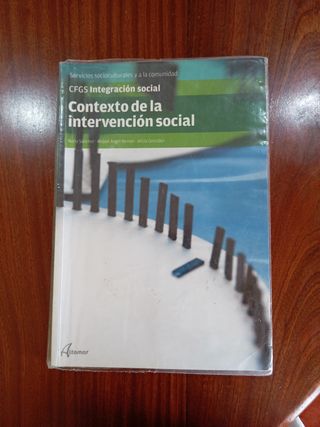 Servicios socioculturales y a la comunidad
CFGS Integración social
Contexto de la
intervención social
Altamar